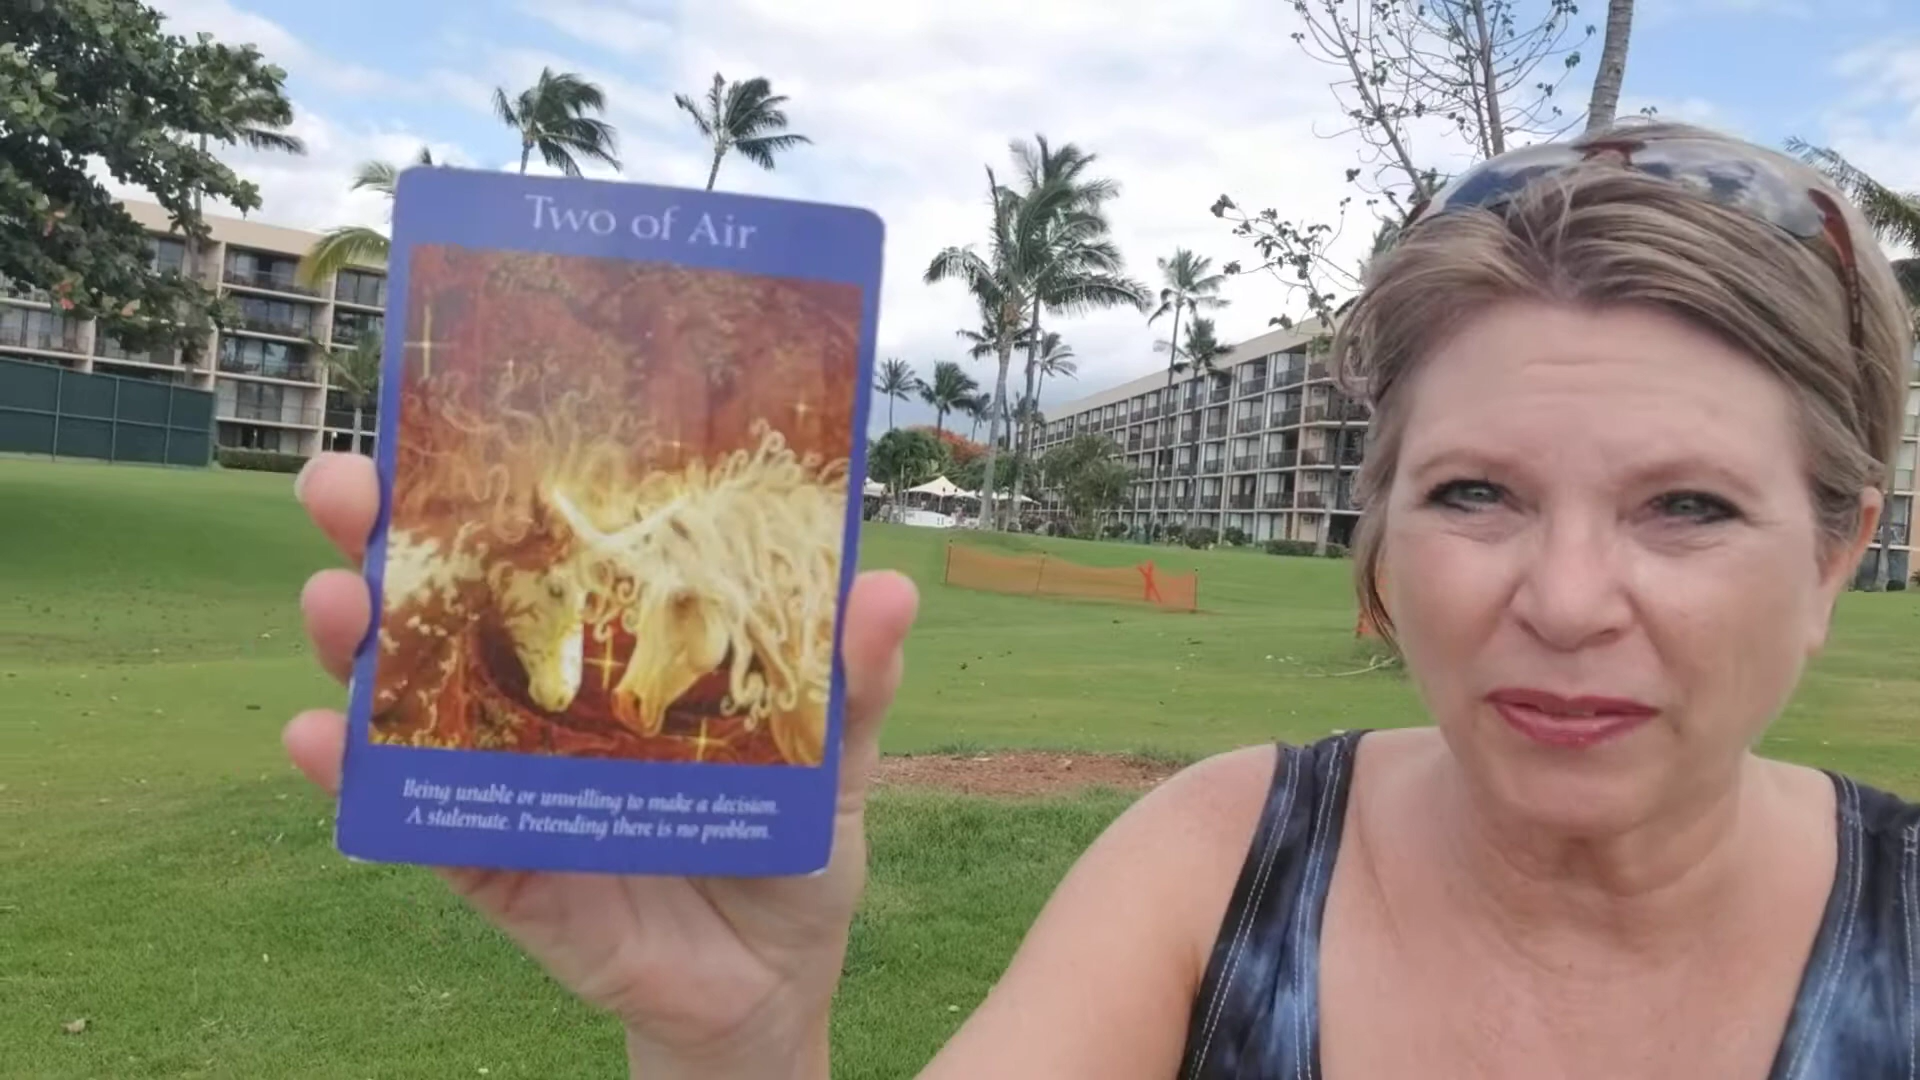 Two of Air
Being unable or unwilling to make a decision.
A stalemate. Pretending there is no problem.